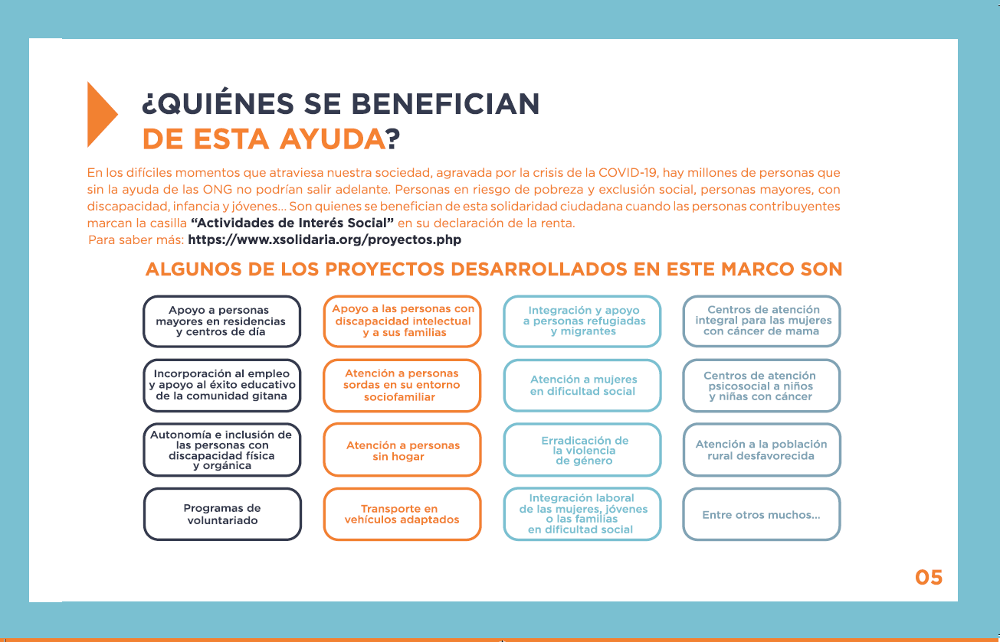 ¿QUIÉNES SE BENEFICIAN
DE ESTA AYUDA?
En los difíciles momentos que atraviesa nuestra sociedad, agravada por la crisis de la COVID-19, hay millones de personas que
sin la ayuda de las ONG no podrían salir adelante. Personas en riesgo de pobreza y exclusión social, personas mayores, con
discapacidad, infancia y jóvenes... Son quienes se benefician de esta solidaridad ciudadana cuando las personas contribuyentes
marcan la casilla “Actividades de Interés Social” en su declaración de la renta.
Para saber más: https://www.xsolidaria.org/proyectos.php
ALGUNOS DE LOS PROYECTOS DESARROLLADOS EN ESTE MARCO SON
Apoyo a personas
mayores en residencias
y centros de día
Apoyo a las personas con
discapacidad intelectual
y a sus familias
Integración y apoyo
a personas refugiadas
y migrantes
Centros de atención
integral para las mujeres
con cáncer de mama
Incorporación al empleo
y apoyo al éxito educativo
de la comunidad gitana
Atención a personas
sordas en su entorno
sociofamiliar
Atención a mujeres
en dificultad social
Centros de atención
psicosocial a niños
y niñas con cáncer
Autonomía e inclusión de
las personas con
discapacidad física
y orgánica
Atención a personas
sin hogar
Erradicación de
la violencia
de género
Atención a la población
rural desfavorecida
Programas de
voluntariado
Transporte en
vehículos adaptados
Integración laboral
de las mujeres, jóvenes
o las familias
en dificultad social
Entre otros muchos...
05